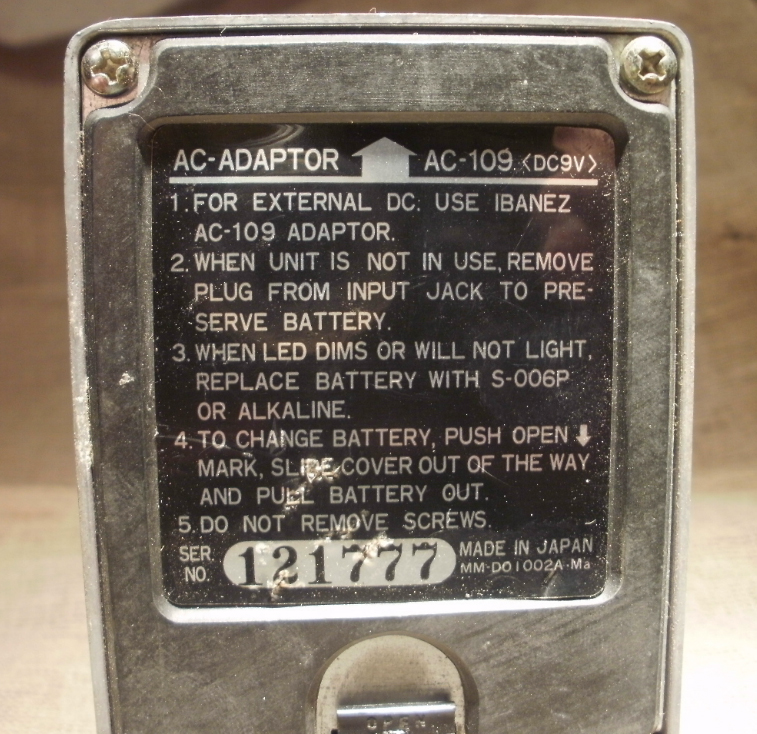 AC-ADAPTOR AC-109 <DC9V>
1. FOR EXTERNAL DC. USE IBANEZ
AC-109 ADAPTOR.
2. WHEN UNIT IS NOT IN USE, REMOVE
PLUG FROM INPUT JACK TO PRE-
SERVE BATTERY.
3. WHEN LED DIMS OR WILL NOT LIGHT,
REPLACE BATTERY WITH S-006P
OR ALKALINE.
4. TO CHANGE BATTERY, PUSH OPEN ⬇
MARK, SLIDE COVER OUT OF THE WAY
AND PULL BATTERY OUT.
5. DO NOT REMOVE SCREWS.
SER NO. 121777 MADE IN JAPAN
MM-D01002A-Ma
OPEN